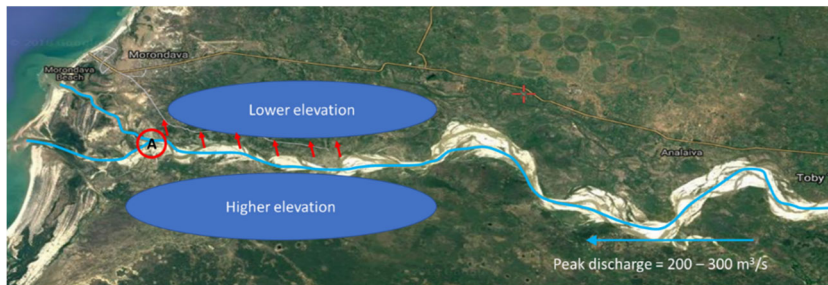 Morondava
Morondava
Beach
Lower elevation
A
Analaiva
Toby
Higher elevation
Peak discharge = 200 – 300 m³/s